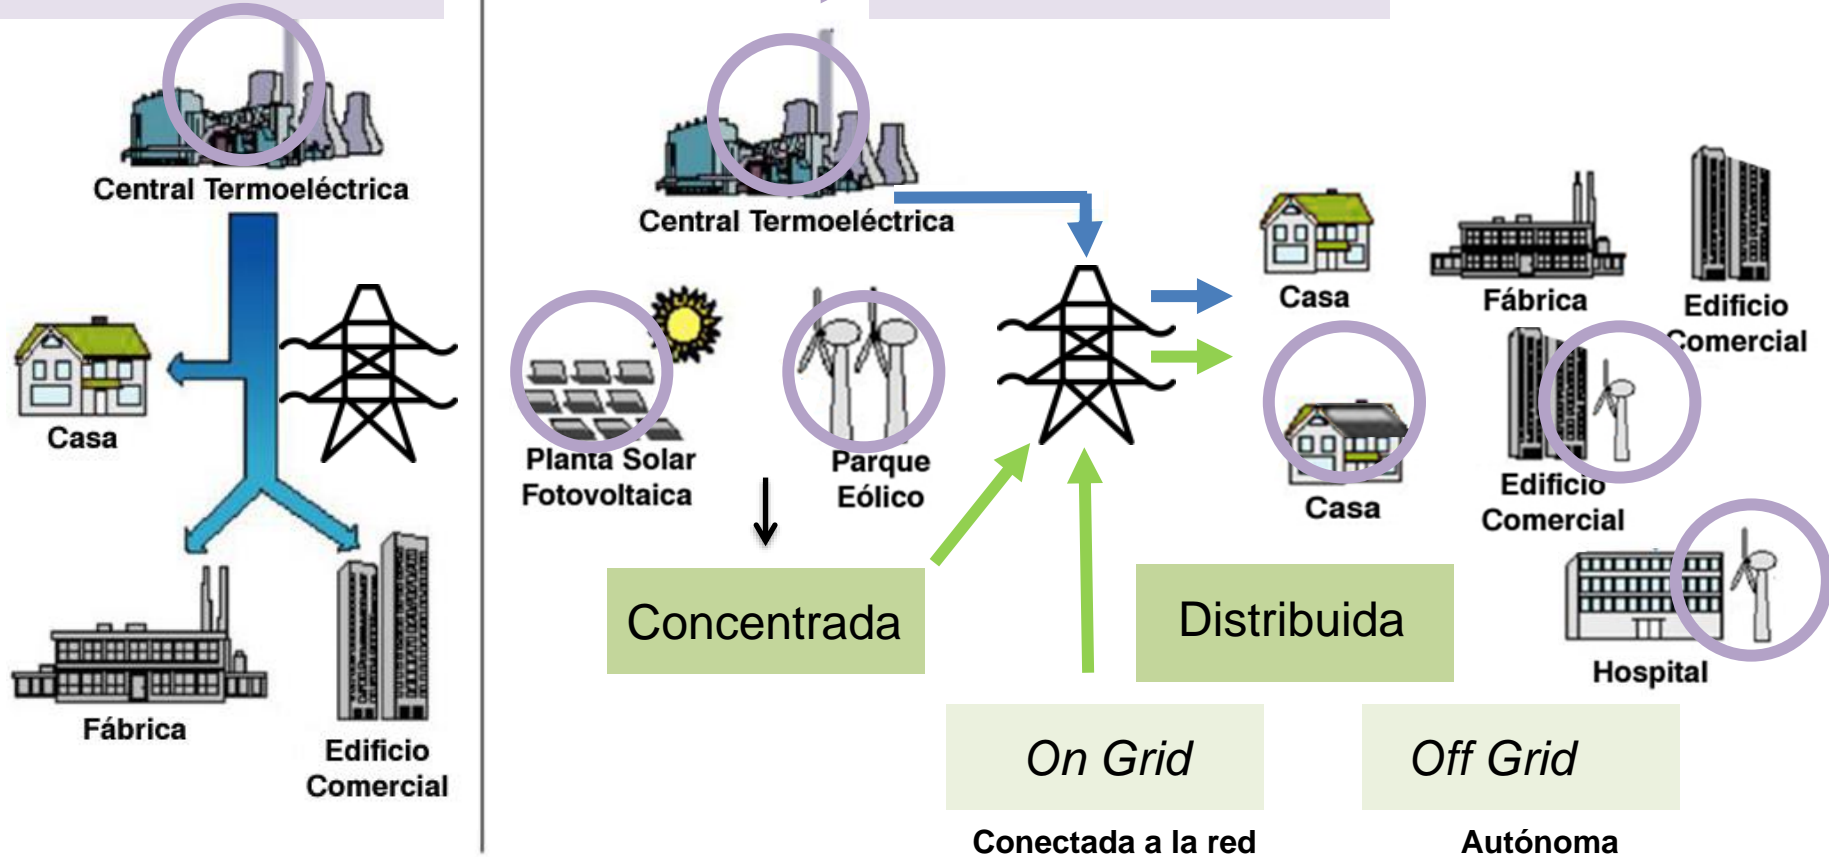 Central Termoeléctrica
Casa
Fábrica
Edificio
Comercial
Central Termoeléctrica
Planta Solar
Fotovoltaica
Parque
Eólico
Casa
Fábrica
Edificio
Comercial
Casa
Edificio
Comercial
Hospital
Concentrada
Distribuida
On Grid
Off Grid
Conectada a la red
Autónoma